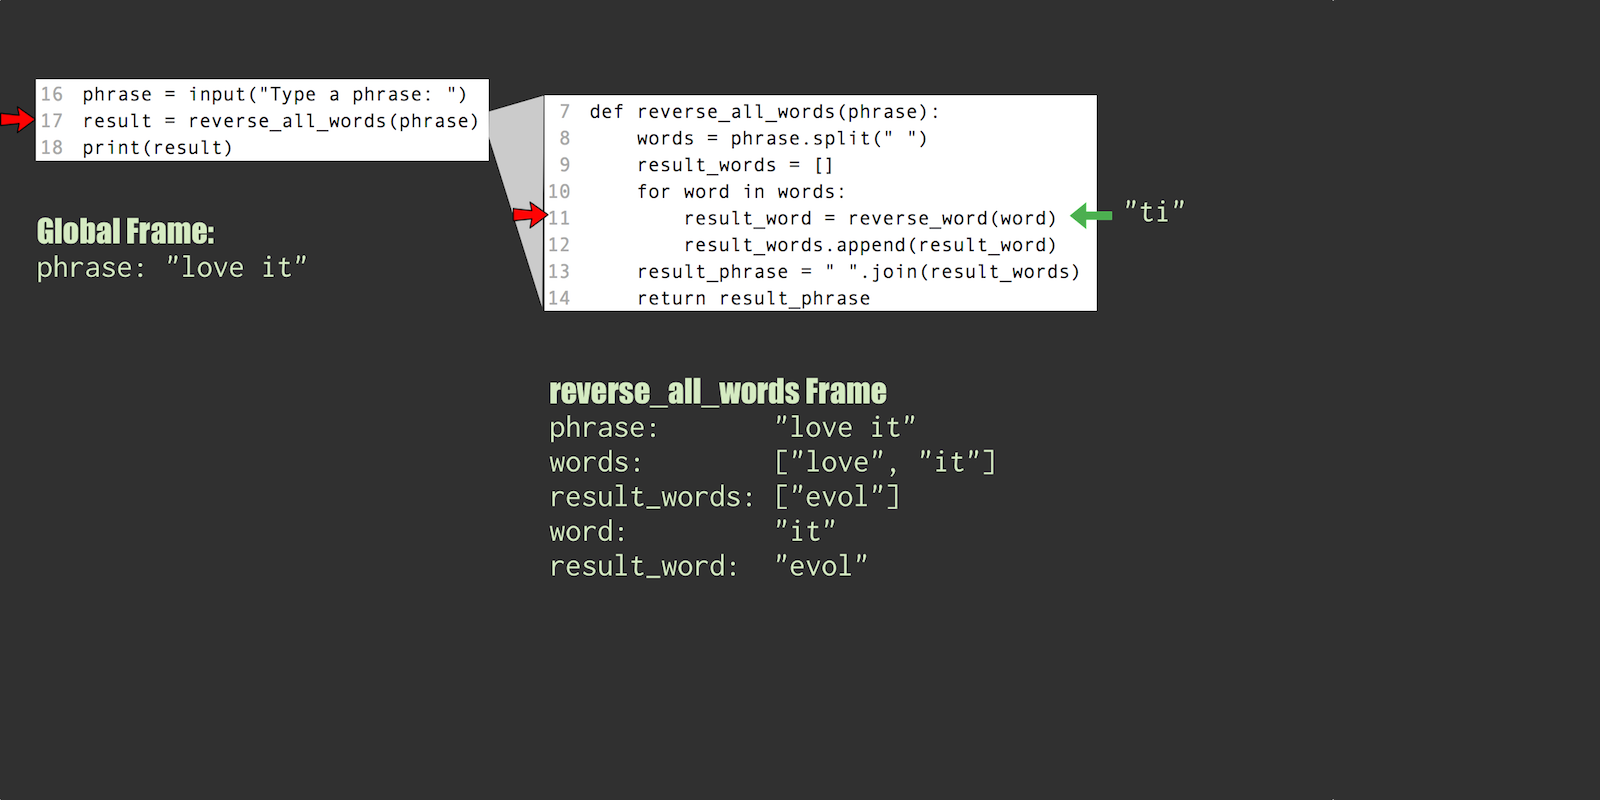 16 phrase = input("Type a phrase: ")
17 result = reverse_all_words(phrase)
18 print(result)
Global Frame:
phrase: "love it"
7 def reverse_all_words(phrase):
8     words = phrase.split(" ")
9     result_words = []
10     for word in words:
11         result_word = reverse_word(word)
"ti"
12         result_words.append(result_word)
13     result_phrase = " ".join(result_words)
14     return result_phrase
reverse_all_words Frame
phrase: "love it"
words: ["love", "it"]
result_words: ["evol"]
word: "it"
result_word: "evol"